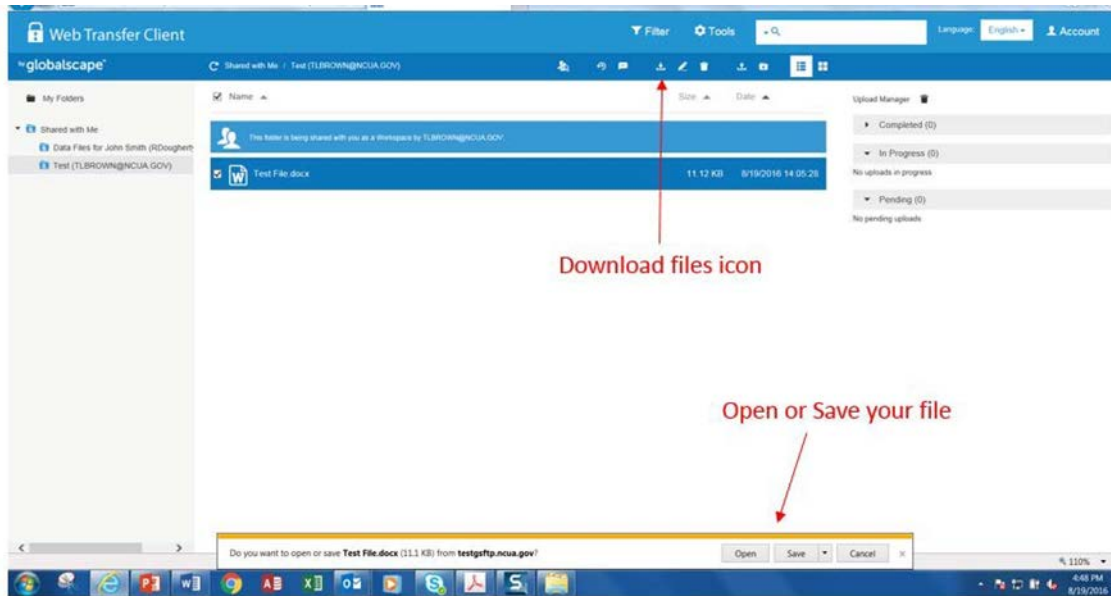 Web Transfer Client
Filter
Tools
Language:
English
Account
by globalscape
Shared with Me / Test (TLBROWN@NCUA.GOV)
My Folders
Shared with Me
Data Files for John Smith (RDougherty
Test (TLBROWN@NCUA.GOV)
Name
Size
Date
This folder is being shared with you as a Workspace by TLBROWN@NCUA.GOV.
Test File.docx
11.12 KB
8/19/2016 14:05:28
Upload Manager
Completed (0)
In Progress (0)
No uploads in progress
Pending (0)
No pending uploads
Download files icon
Open or Save your file
Do you want to open or save Test File.docx (11.1 KB) from testgsftp.ncua.gov?
Open
Save
Cancel
110%
4:48 PM
8/19/2016